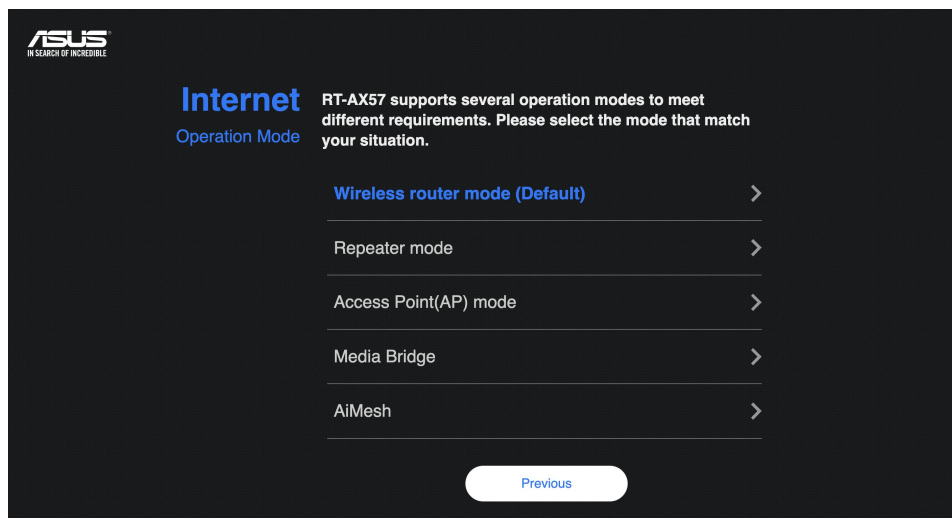 ASUS
IN SEARCH OF INCREDIBLE
Internet
Operation Mode
RT-AX57 supports several operation modes to meet
different requirements. Please select the mode that match
your situation.
Wireless router mode (Default)
Repeater mode
Access Point(AP) mode
Media Bridge
AiMesh
Previous